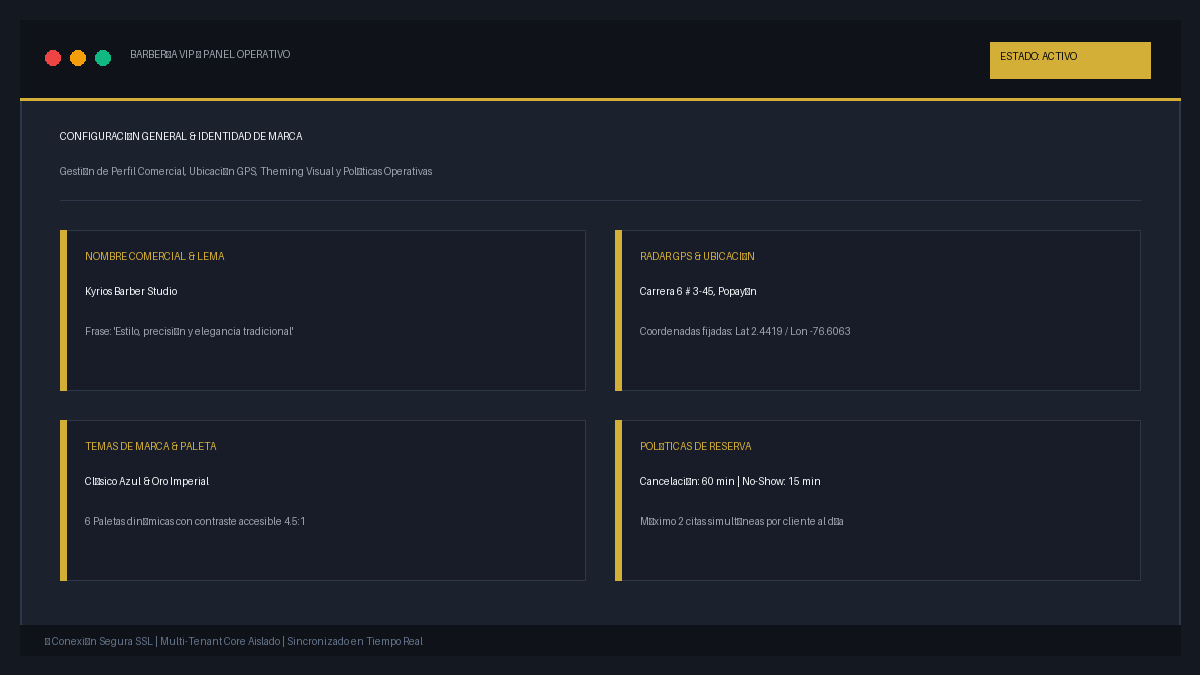 BARBER▯A VIP ▯ PANEL OPERATIVO
ESTADO: ACTIVO
CONFIGURACI▯N GENERAL & IDENTIDAD DE MARCA
Gesti▯n de Perfil Comercial, Ubicaci▯n GPS, Theming Visual y Pol▯ticas Operativas
NOMBRE COMERCIAL & LEMA
Kyrios Barber Studio
Frase: 'Estilo, precisi▯n y elegancia tradicional'
RADAR GPS & UBICACI▯N
Carrera 6 # 3-45, Popay▯n
Coordenadas fijadas: Lat 2.4419 / Lon -76.6063
TEMAS DE MARCA & PALETA
Cl▯sico Azul & Oro Imperial
6 Paletas din▯micas con contraste accesible 4.5:1
POL▯TICAS DE RESERVA
Cancelaci▯n: 60 min | No-Show: 15 min
M▯ximo 2 citas simult▯neas por cliente al d▯a
▯ Conexi▯n Segura SSL | Multi-Tenant Core Aislado | Sincronizado en Tiempo Real